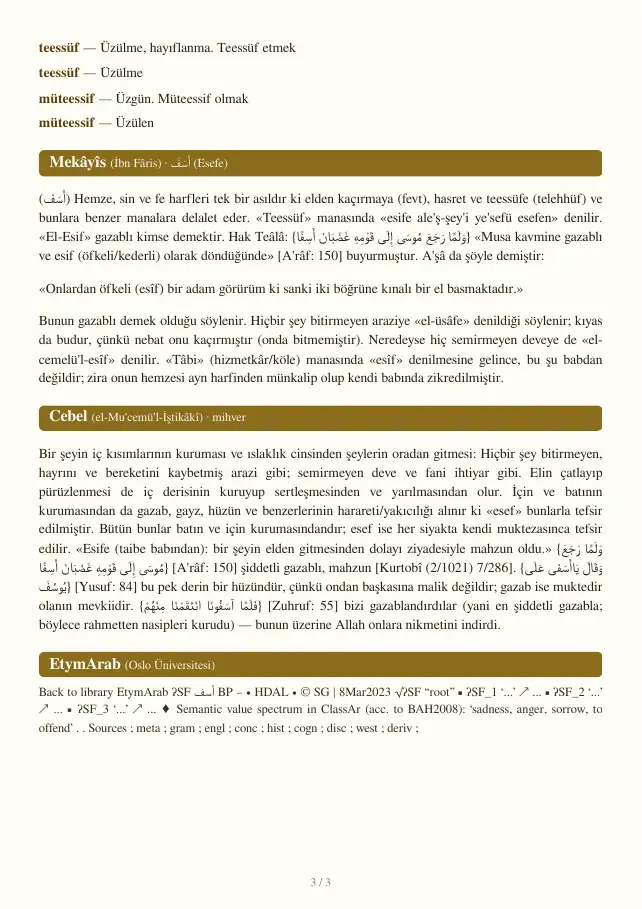 teessüf — Üzülme, hayıflanma. Teessüf etmek
teessüf — Üzülme
müteessif — Üzgün. Müteessif olmak
müteessif — Üzülen
Mekâyîs (İbn Fâris) · أسَفَ (Esefe)
(أَسَفَ) Hemze, sin ve fe harfleri tek bir asıldır ki elden kaçırmaya (fevt), hasret ve teessüfe (telehhüf) ve
bunlara benzer manalara delalet eder. «Teessüf» manasında «esife ale'ş-şey'i ye'sefü esefen» denilir.
«El-Esif» gazablı kimse demektir. Hak Teâlâ: {وَلَمَّا رَجَعَ مُوسَى إِلَى قَوْمِهِ غَضْبَانَ أَسِفًا} «Musa kavmine gazablı
ve esif (öfkeli/kederli) olarak döndüğünde» [A'râf: 150] buyurmuştur. A'şâ da şöyle demiştir:
«Onlardan öfkeli (esîf) bir adam görürüm ki sanki iki böğrüne kınalı bir el basmaktadır.»
Bunun gazablı demek olduğu söylenir. Hiçbir şey bitirmeyen araziye «el-üsâfe» denildiği söylenir; kıyas
da budur, çünkü nebat onu kaçırmıştır (onda bitmemiştir). Neredeyse hiç semirmeyen deveye de «el-
cemelü'l-esîf» denilir. «Tâbi» (hizmetkâr/köle) manasında «esîf» denilmesine gelince, bu şu babdan
değildir; zira onun hemzesi ayn harfinden münkalip olup kendi babında zikredilmiştir.
Cebel (el-Mu'cemü'l-İştikâkî) · mihver
Bir şeyin iç kısımlarının kuruması ve ıslaklık cinsinden şeylerin oradan gitmesi: Hiçbir şey bitirmeyen,
hayrını ve bereketini kaybetmiş arazi gibi; semirmeyen deve ve fani ihtiyar gibi. Elin çatlayıp
pürüzlenmesi de iç derisinin kuruyup sertleşmesinden ve yarılmasından olur. İçin ve batının
kurumasından da gazab, gayz, hüzün ve benzerlerinin harareti/yakıcılığı alınır ki «esef» bunlarla tefsir
edilmiştir. Bütün bunlar batın ve için kurumasındandır; esef ise her siyakta kendi muktezasınca tefsir
edilir. «Esife (taibe babından): bir şeyin elden gitmesinden dolayı ziyadesiyle mahzun oldu.» {وَلَمَّا رَجَعَ
مُوسَى إِلَى قَوْمِهِ غَضْبَانَ أَسِفًا} [A'râf: 150] şiddetli gazablı, mahzun [Kurtobî (2/1021) 7/286]. {وَقَالَ يَاأَسَفَى عَلَى
يُوسُفَ} [Yusuf: 84] bu pek derin bir hüzündür, çünkü ondan başkasına malik değildir; gazab ise muktedir
olanın mevkiidir. {فَلَمَّا آسَفُونَا انْتَقَمْنَا مِنْهُمْ} [Zuhruf: 55] bizi gazablandırdılar (yani en şiddetli gazabla;
böylece rahmetten nasipleri kurudu) — bunun üzerine Allah onlara nikmetini indirdi.
EtymArab (Oslo Üniversitesi)
Back to library EtymArab ʔSF أسف BP – • HDAL • © SG | 8Mar2023 √ʔSF “root” ▪ ʔSF_1 ‘...’ ↗ ... ▪ ʔSF_2 ‘...’
↗ ... ▪ ʔSF_3 ‘...’ ↗ ... ♦ Semantic value spectrum in ClassAr (acc. to BAH2008): ‘sadness, anger, sorrow, to
offend’ . . Sources ; meta ; gram ; engl ; conc ; hist ; cogn ; disc ; west ; deriv ;
3 / 3